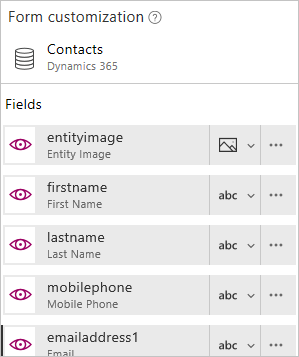 Form customization ?
Contacts
Dynamics 365
Fields
entityimage
Entity Image
firstname
abc
First Name
lastname
abc
Last Name
mobilephone
abc
Mobile Phone
emailaddress1
abc
Email